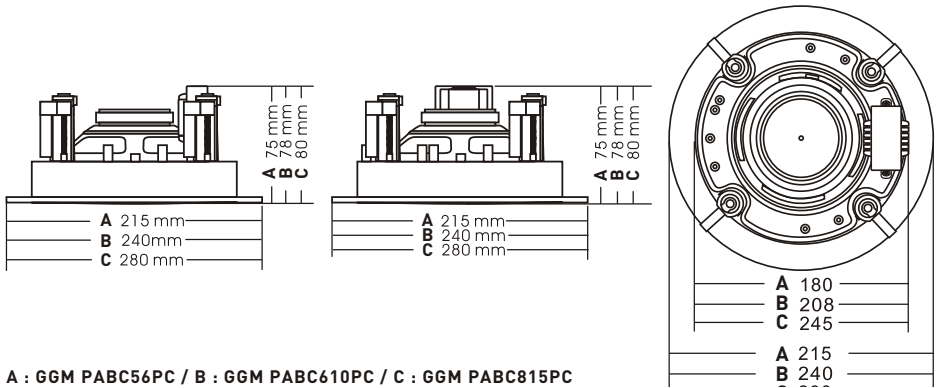 A 75 mm
B 78 mm
C 80 mm
A 215 mm
B 240mm
C 280 mm
A 75 mm
B 78 mm
C 80 mm
A 215 mm
B 240 mm
C 280 mm
A 180
B 208
C 245
A 215
B 240
A : GGM PABC56PC / B : GGM PABC610PC / C : GGM PABC815PC